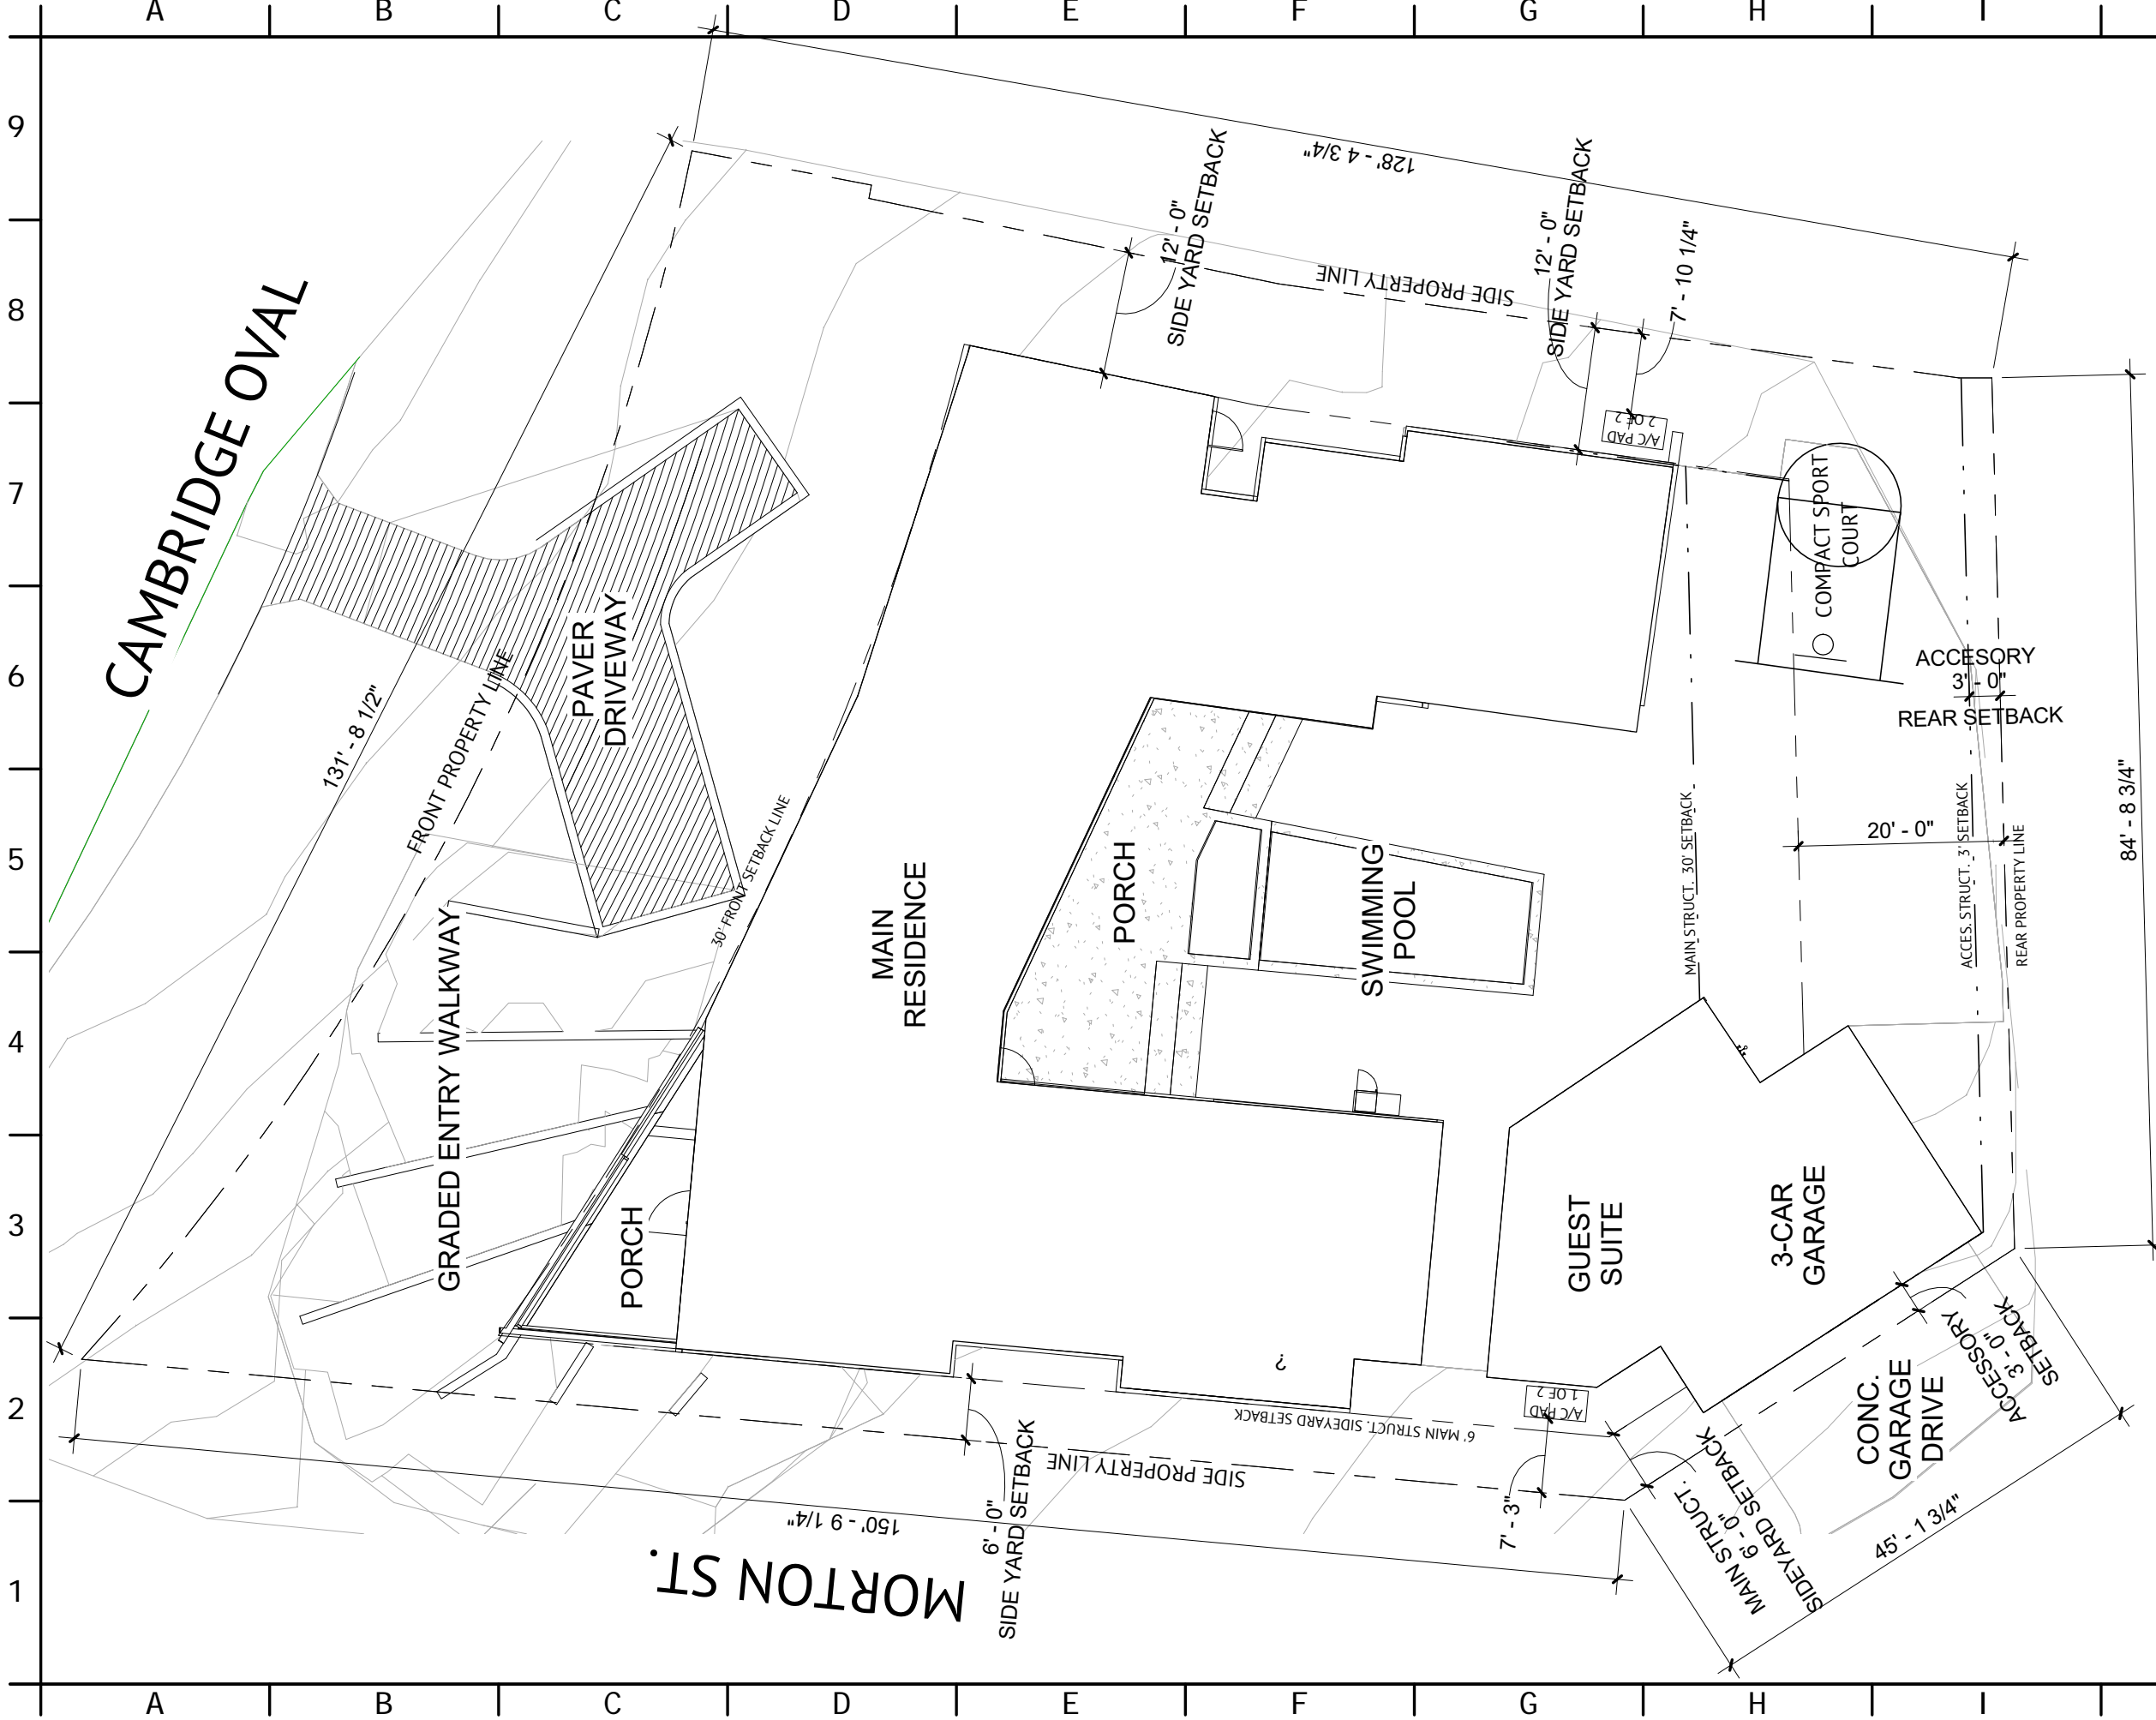 A B C D E F G H I
9
8
7
6
5
4
3
2
1
CAMBRIDGE OVAL
128' - 4 3/4"
12' - 0"
SIDE YARD SETBACK
12' - 0"
SIDE YARD SETBACK
SIDE PROPERTY LINE
7' - 10 1/4"
A/C PAD
2 OF 2
COMPACT SPORT
COURT
131' - 8 1/2"
FRONT PROPERTY LINE
PAVER
DRIVEWAY
ACCESORY
3' - 0"
REAR SETBACK
30' FRONT SETBACK LINE
MAIN
RESIDENCE
PORCH
SWIMMING
POOL
MAIN STRUCT. 30' SETBACK
20' - 0"
ACCES. STRUCT. 3' SETBACK
REAR PROPERTY LINE
84' - 8 3/4"
GRADED ENTRY WALKWAY
PORCH
GUEST
SUITE
3-CAR
GARAGE
?
A/C PAD
1 OF 2
6' MAIN STRUCT. SIDEYARD SETBACK
SIDE PROPERTY LINE
CONC.
GARAGE
DRIVE
ACCESSORY
3' - 0"
SETBACK
150' - 9 1/4"
6' - 0"
SIDE YARD SETBACK
7' - 3"
MAIN STRUCT.
6' - 0"
SIDEYARD SETBACK
45' - 1 3/4"
MORTON ST.
A B C D E F G H I